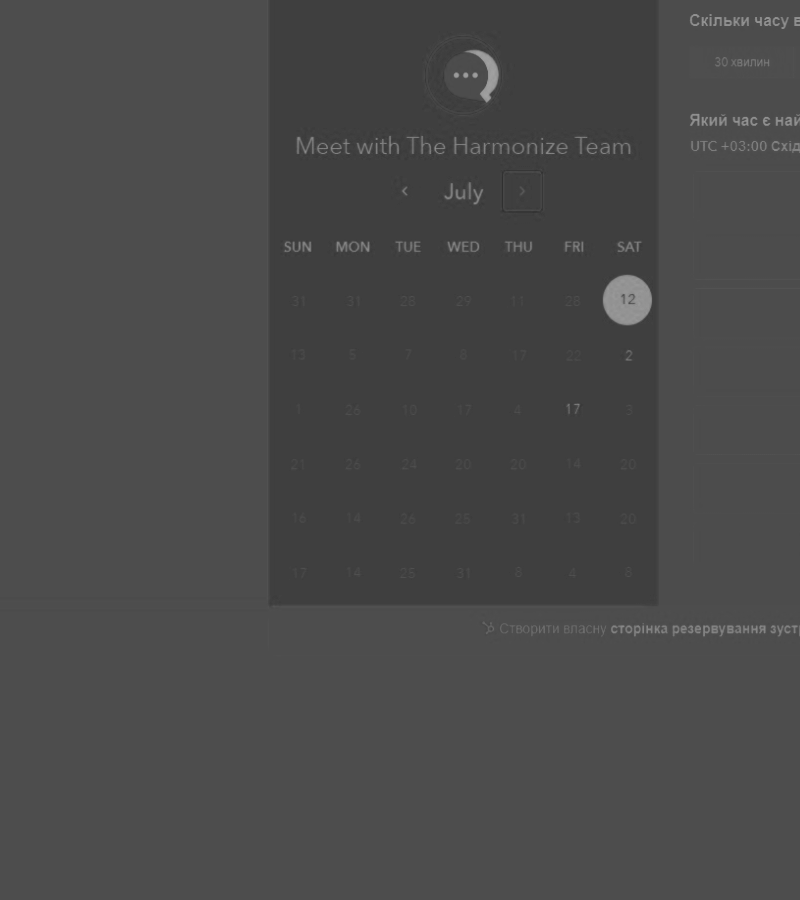 Meet with The Harmonize Team
July
SUN MON TUE WED THU FRI SAT
31 31 28 29 11 28 12
13 5 7 8 17 22 2
1 26 10 17 4 17 3
21 26 24 20 20 14 20
16 14 26 25 31 13 20
17 14 25 31 8 4 8
Скільки часу в
30 хвилин
Який час є най
UTC +03:00 Схід
Створити власну сторінка резервування зуст